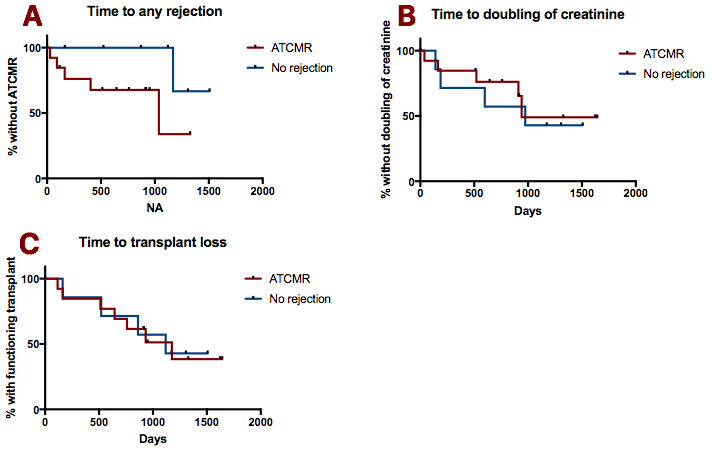 A
Time to any rejection
% without ATCMR
100
50
0
0 500 1000 1500 2000
NA
ATCMR
No rejection
B
Time to doubling of creatinine
% without doubling of creatinine
100
50
0
0 500 1000 1500 2000
Days
ATCMR
No rejection
C
Time to transplant loss
% with functioning transplant
100
50
0
0 500 1000 1500 2000
Days
ATCMR
No rejection